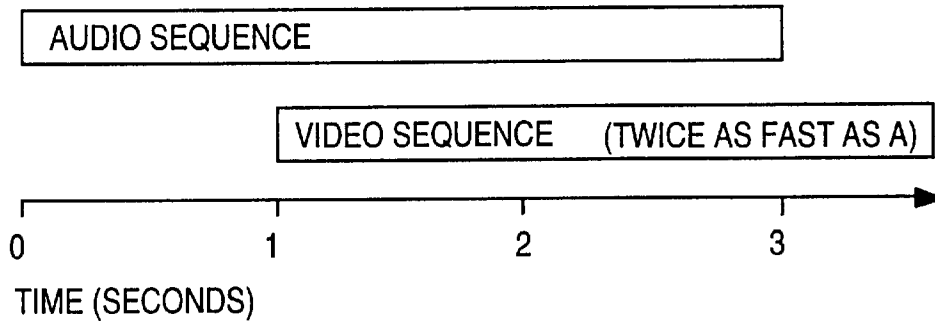 AUDIO SEQUENCE
VIDEO SEQUENCE (TWICE AS FAST AS A)
0 1 2 3
TIME (SECONDS)